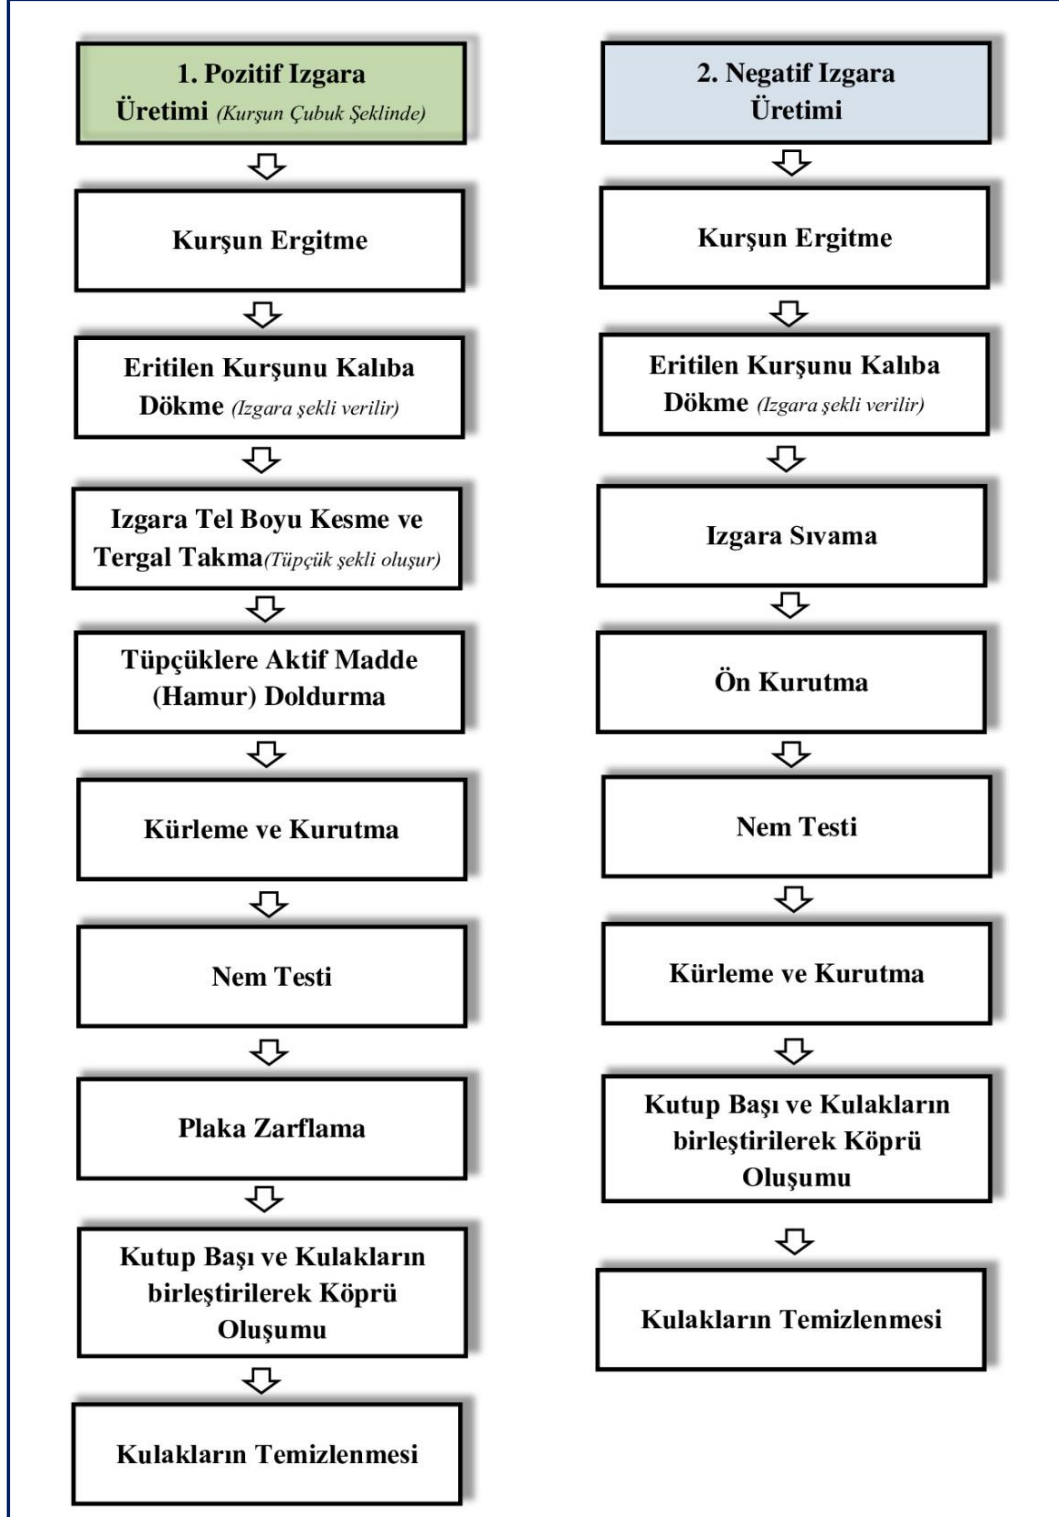 1. Pozitif Izgara
Üretimi (Kurşun Çubuk Şeklinde)
Kurşun Ergitme
Eritilen Kurşunu Kalıba
Dökme (Izgara şekli verilir)
Izgara Tel Boyu Kesme ve
Tergal Takma(Tüpçük şekli oluşur)
Tüpçüklere Aktif Madde
(Hamur) Doldurma
Kürleme ve Kurutma
Nem Testi
Plaka Zarflama
Kutup Başı ve Kulakların
birleştirilerek Köprü
Oluşumu
Kulakların Temizlenmesi
2. Negatif Izgara
Üretimi
Kurşun Ergitme
Eritilen Kurşunu Kalıba
Dökme (Izgara şekli verilir)
Izgara Sıvama
Ön Kurutma
Nem Testi
Kürleme ve Kurutma
Kutup Başı ve Kulakların
birleştirilerek Köprü
Oluşumu
Kulakların Temizlenmesi